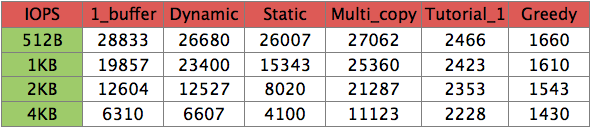 IOPS 1_buffer Dynamic Static Multi_copy Tutorial_1 Greedy
512B 28833 26680 26007 27062 2466 1660
1KB 19857 23400 15343 25360 2423 1610
2KB 12604 12527 8020 21287 2353 1543
4KB 6310 6607 4100 11123 2228 1430